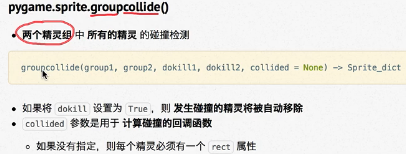 pygame.sprite.groupcollide()
• 两个精灵组 中 所有的精灵 的碰撞检测
groupcollide(group1, group2, dokill1, dokill2, collided = None) -> Sprite_dict
• 如果将 dokill 设置为 True，则 发生碰撞的精灵将被自动移除
• collided 参数是用于 计算碰撞的回调函数
◦ 如果没有指定，则每个精灵必须有一个 rect 属性